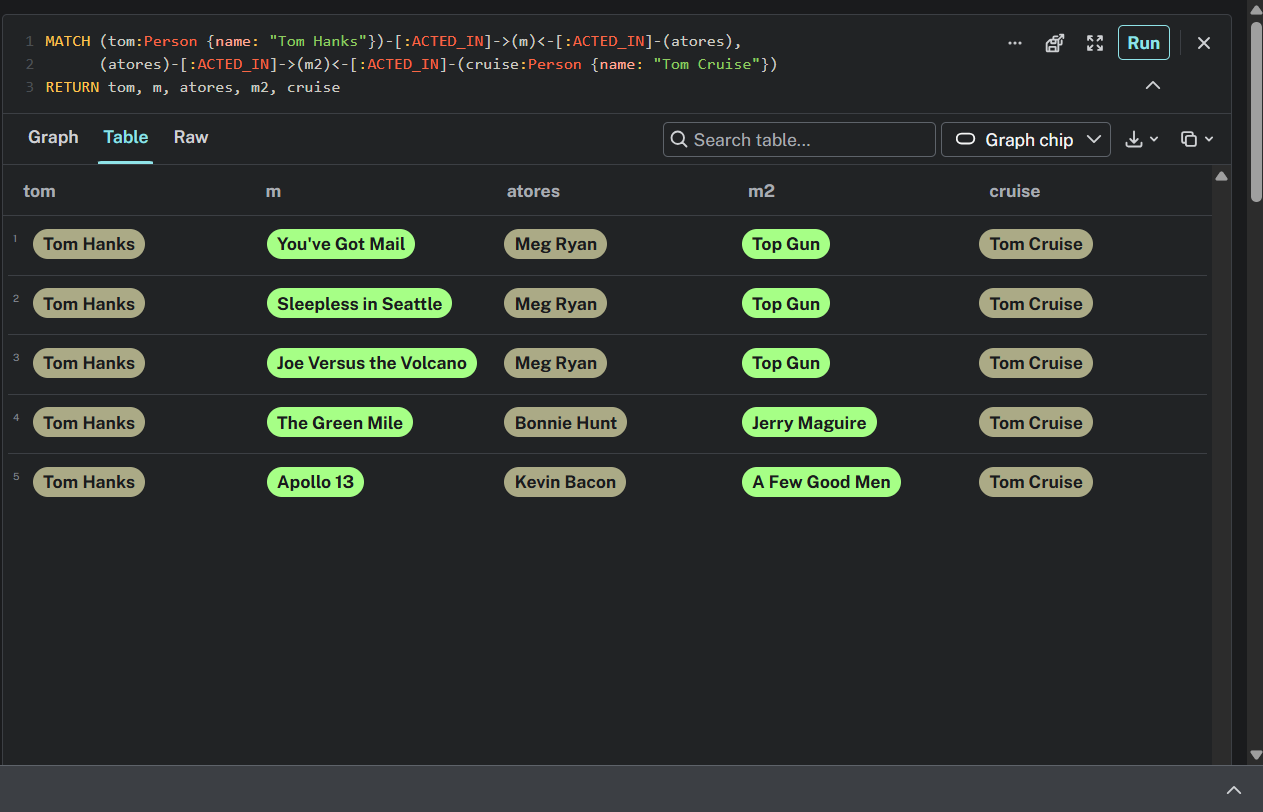 1 MATCH (tom:Person {name: "Tom Hanks"})-[:ACTED_IN]->(m)<-[:ACTED_IN]-(atores),
2 (atores)-[:ACTED_IN]->(m2)<-[:ACTED_IN]-(cruise:Person {name: "Tom Cruise"})
3 RETURN tom, m, atores, m2, cruise
Run
Graph Table Raw Search table... Graph chip
tom m atores m2 cruise
1 Tom Hanks You've Got Mail Meg Ryan Top Gun Tom Cruise
2 Tom Hanks Sleepless in Seattle Meg Ryan Top Gun Tom Cruise
3 Tom Hanks Joe Versus the Volcano Meg Ryan Top Gun Tom Cruise
4 Tom Hanks The Green Mile Bonnie Hunt Jerry Maguire Tom Cruise
5 Tom Hanks Apollo 13 Kevin Bacon A Few Good Men Tom Cruise